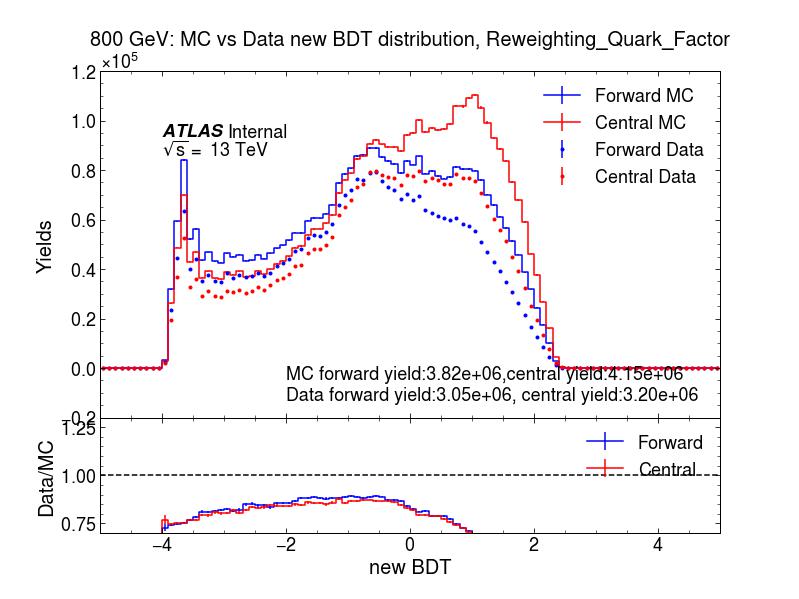 800 GeV: MC vs Data new BDT distribution, Reweighting_Quark_Factor
×10⁵
1.2
1.0
0.8
0.6
0.4
0.2
0.0
0.2
Yields
ATLAS Internal
√s = 13 TeV
Forward MC
Central MC
Forward Data
Central Data
MC forward yield:3.82e+06,central yield:4.15e+06
Data forward yield:3.05e+06, central yield:3.20e+06
1.25
1.00
0.75
Data/MC
Forward
Central
−4 −2 0 2 4
new BDT